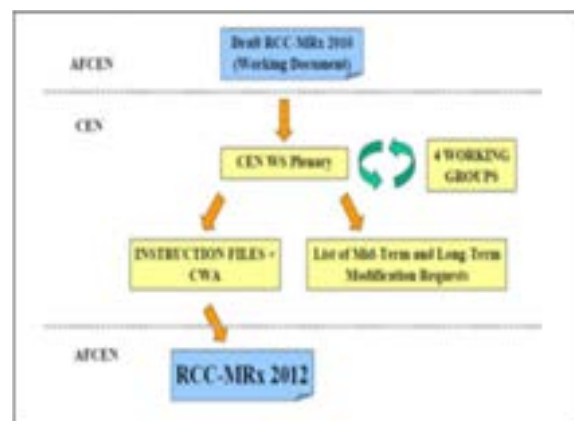 Draft RCC-MRx 2010
(Working Document)
AFCEN
CEN
CEN WS Plenary
4 WORKING
GROUPS
INSTRUCTION FILES +
CWA
List of Mid-Term and Long-Term
Modification Requests
AFCEN
RCC-MRx 2012